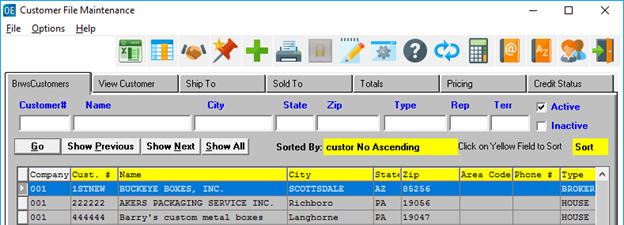 OE Customer File Maintenance
File Options Help
BrwsCustomers View Customer Ship To Sold To Totals Pricing Credit Status
Customer# Name City State Zip Type Rep Terr Active
Inactive
Go Show Previous Show Next Show All Sorted By: custor No Ascending Click on Yellow Field to Sort Sort
Company Cust. # Name City State Zip Area Code Phone # Type
001 1STNEW BUCKEYE BOXES, INC. SCOTTSDALE AZ 85256 BROKER
001 222222 AKERS PACKAGING SERVICE INC. Richboro PA 19056 HOUSE
001 444444 Barry's custom metal boxes Langhorne PA 19047 HOUSE